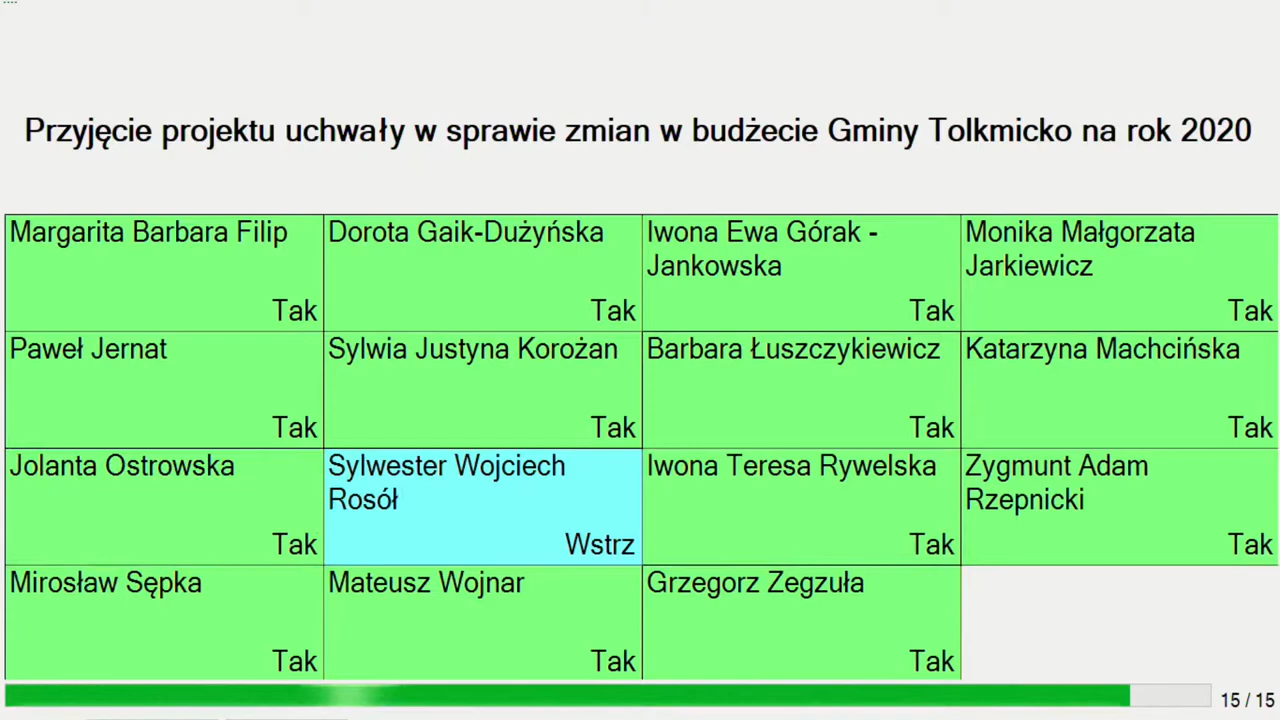 Przyjęcie projektu uchwały w sprawie zmian w budżecie Gminy Tolkmicko na rok 2020
Margarita Barbara Filip
Tak
Dorota Gaik-Dużyńska
Tak
Iwona Ewa Górak -
Jankowska
Tak
Monika Małgorzata
Jarkiewicz
Tak
Paweł Jernat
Tak
Sylwia Justyna Korożan
Tak
Barbara Łuszczykiewicz
Tak
Katarzyna Machcińska
Tak
Jolanta Ostrowska
Tak
Sylwester Wojciech
Rosół
Wstrz
Iwona Teresa Rywelska
Tak
Zygmunt Adam
Rzepnicki
Tak
Mirosław Sępka
Tak
Mateusz Wojnar
Tak
Grzegorz Zegzuła
Tak
15 / 15